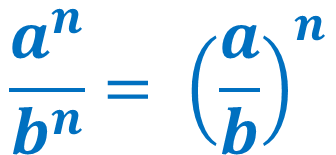 aⁿ/bⁿ = (a/b)ⁿ